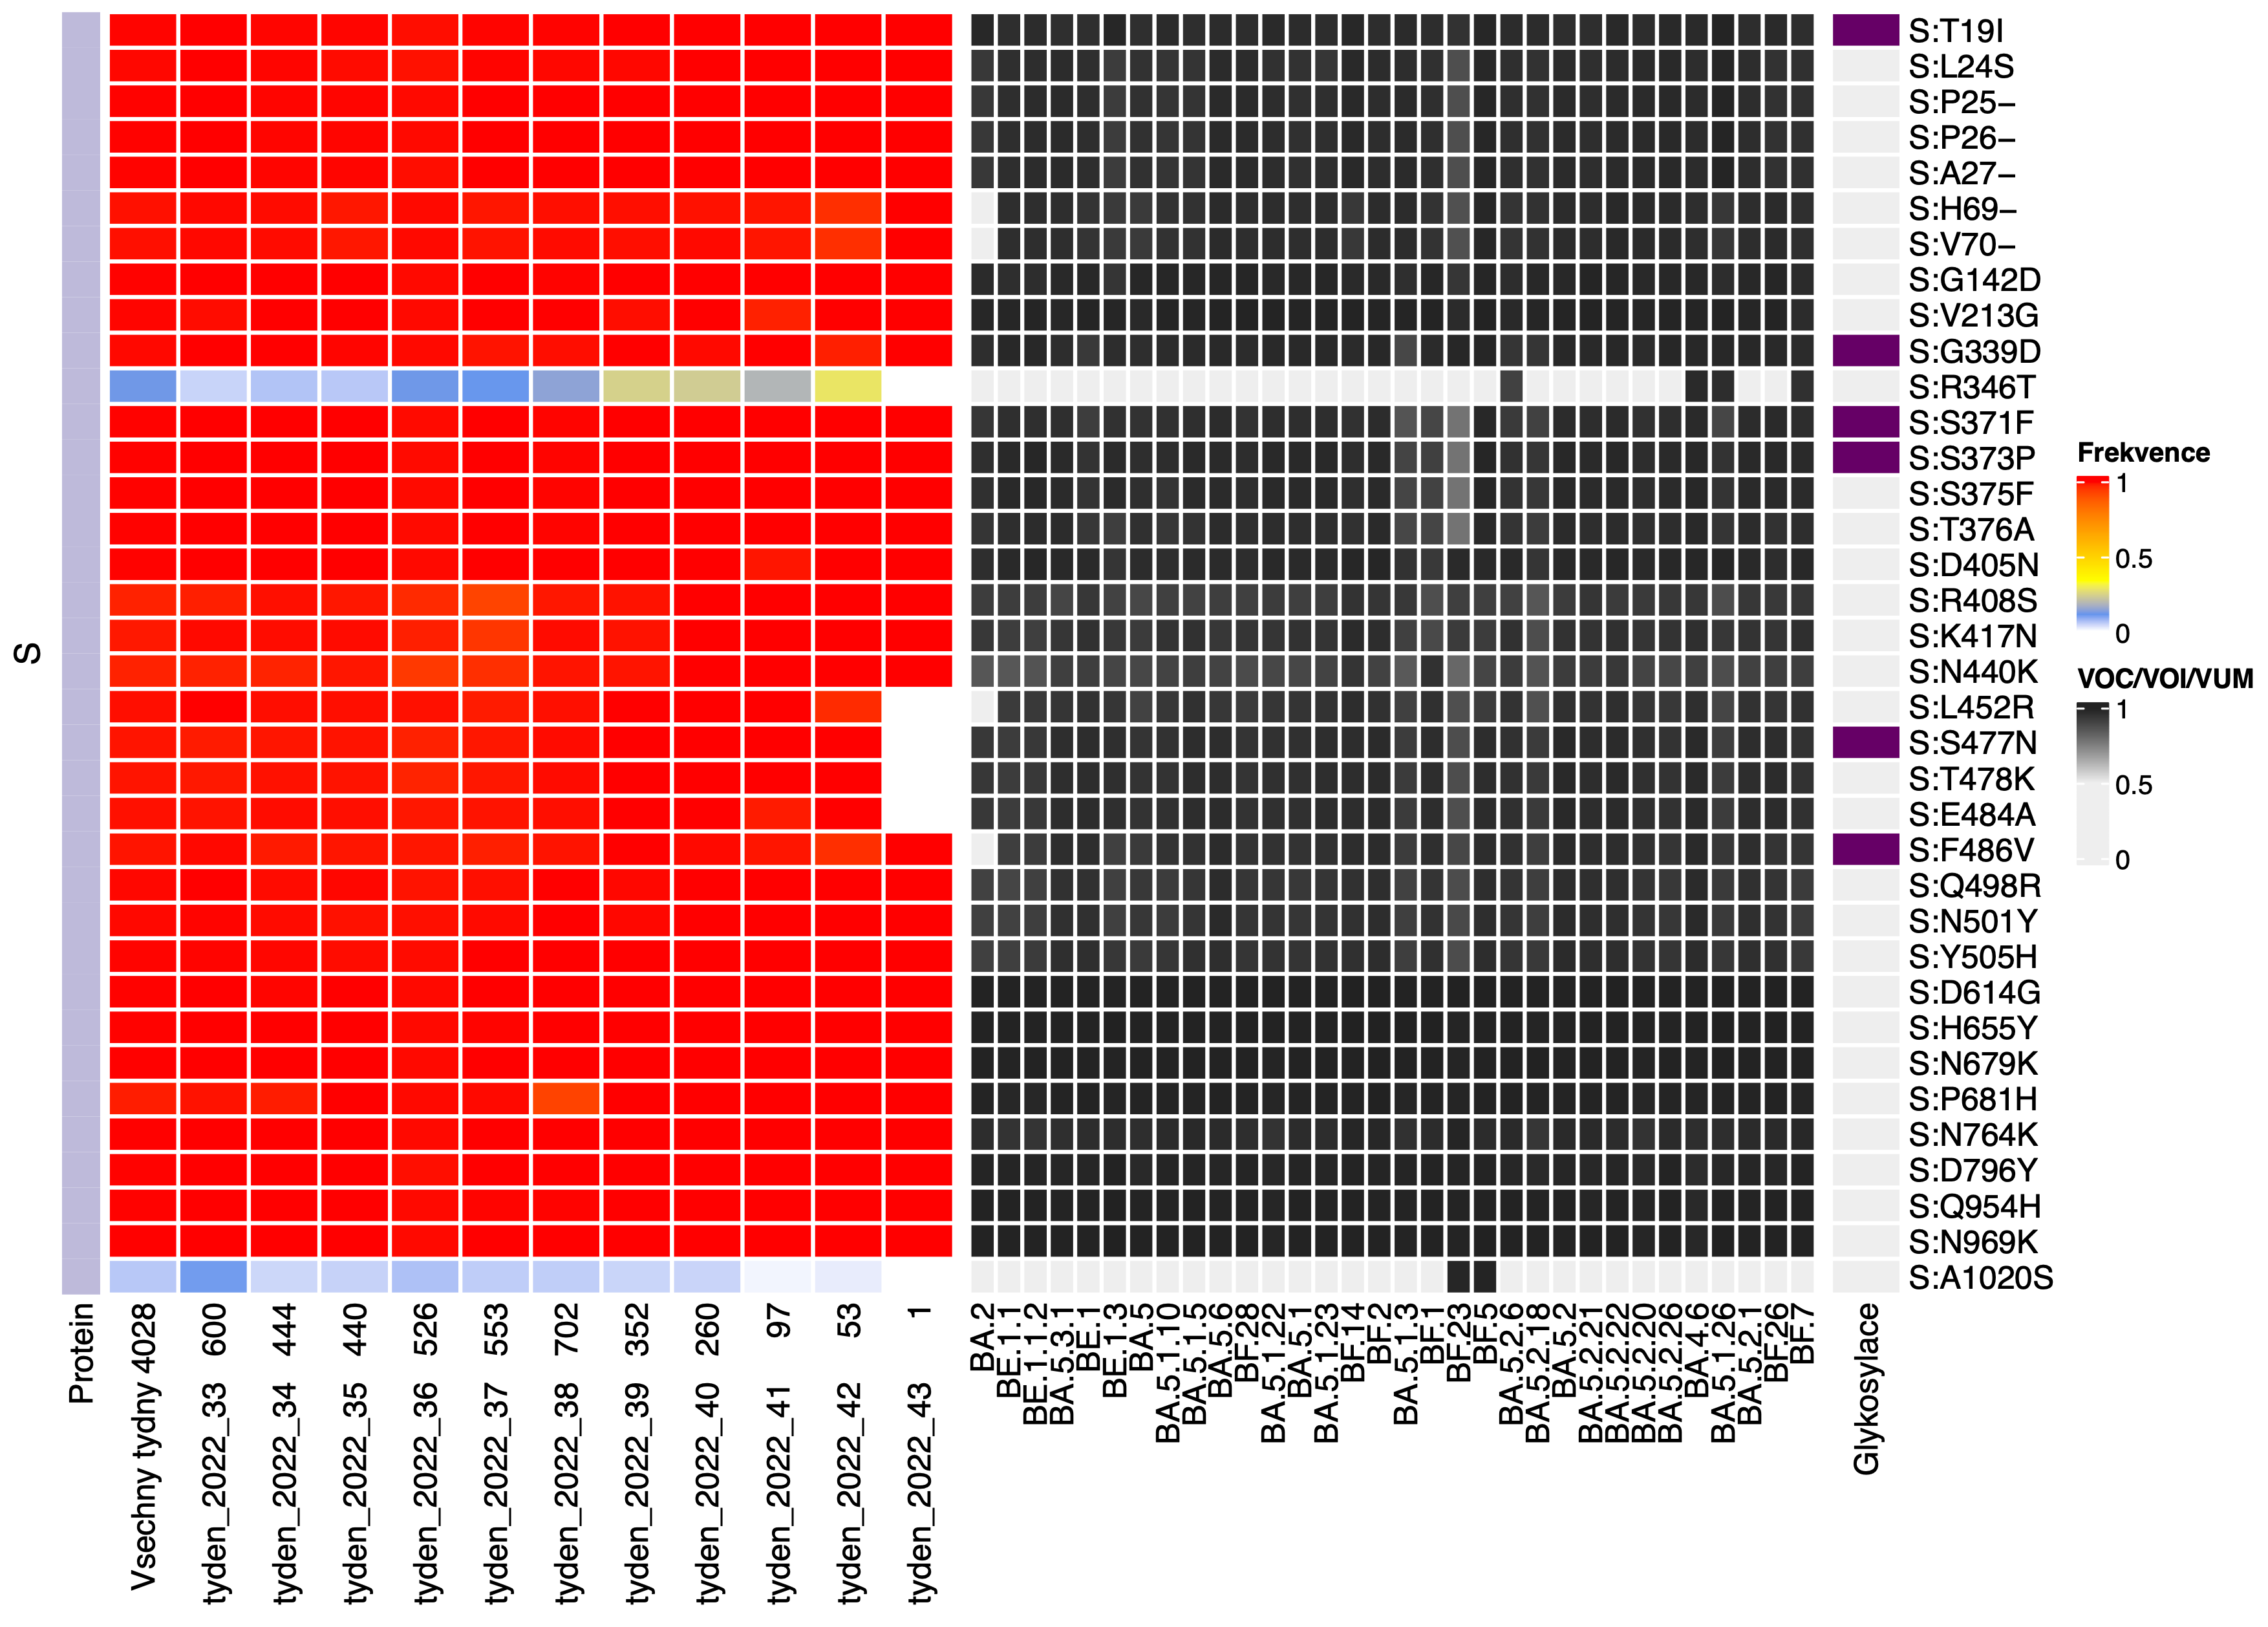 S:T19I
S:L24S
S:P25–
S:P26–
S:A27–
S:H69–
S:V70–
S:G142D
S:V213G
S:G339D
S:R346T
S:S371F
S:S373P
S:S375F
S:T376A
S:D405N
S:R408S
S:K417N
S:N440K
S:L452R
S:S477N
S:T478K
S:E484A
S:F486V
S:Q498R
S:N501Y
S:Y505H
S:D614G
S:H655Y
S:N679K
S:P681H
S:N764K
S:D796Y
S:Q954H
S:N969K
S:A1020S
S
Frekvence
1
0.5
0
VOC/VOI/VUM
1
0.5
0
Protein
Vsechny tydny 4028
tyden_2022_33 600
tyden_2022_34 444
tyden_2022_35 440
tyden_2022_36 526
tyden_2022_37 553
tyden_2022_38 702
tyden_2022_39 352
tyden_2022_40 260
tyden_2022_41 97
tyden_2022_42 53
tyden_2022_43 1
BA.2
BE.1.1
BE.1.1.2
BA.5.3.1
BE.1
BE.1.3
BA.5
BA.5.1.10
BA.5.1.5
BA.5.6
BF.28
BA.5.1.22
BA.5.1
BA.5.1.23
BF.14
BF.2
BA.5.1.3
BF.1
BF.23
BF.5
BA.5.2.6
BA.5.2.18
BA.5.2
BA.5.2.21
BA.5.2.22
BA.5.2.20
BA.5.2.26
BA.4.6
BA.5.1.26
BA.5.2.1
BF.26
BF.7
Glykosylace